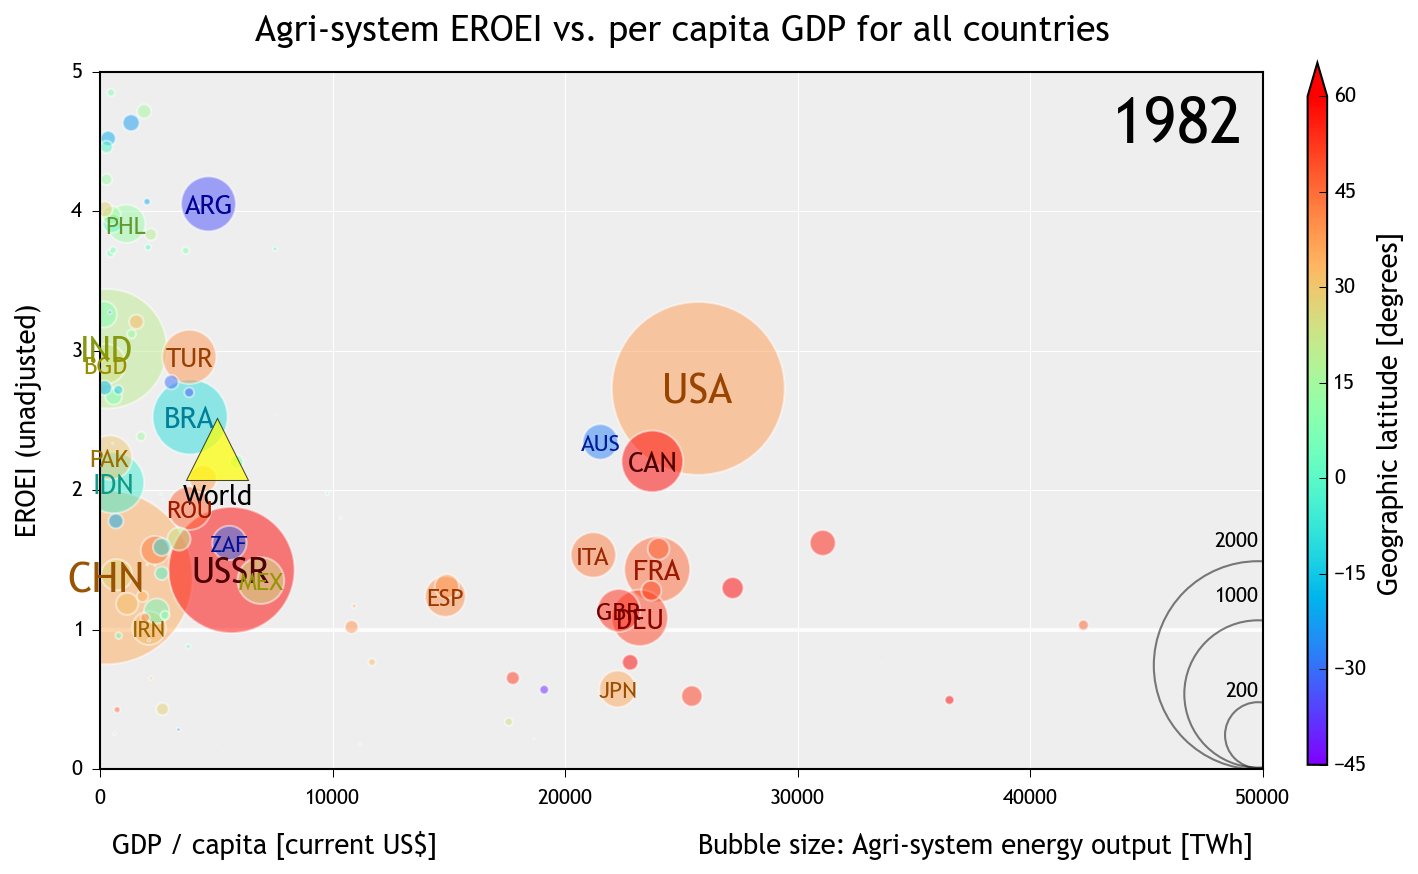 Agri-system EROEI vs. per capita GDP for all countries
1982
5
4
3
2
1
0
EROEI (unadjusted)
ARG
PHL
IND
BGD
TUR
BRA
USA
AUS
CAN
PAK
IDN
World
ROU
ZAF
USSR
CHN
MEX
ITA
FRA
ESP
GBR
DEU
IRN
JPN
2000
1000
200
0
10000
20000
30000
40000
50000
GDP / capita [current US$]
Bubble size: Agri-system energy output [TWh]
60
45
30
15
0
−15
−30
−45
Geographic latitude [degrees]